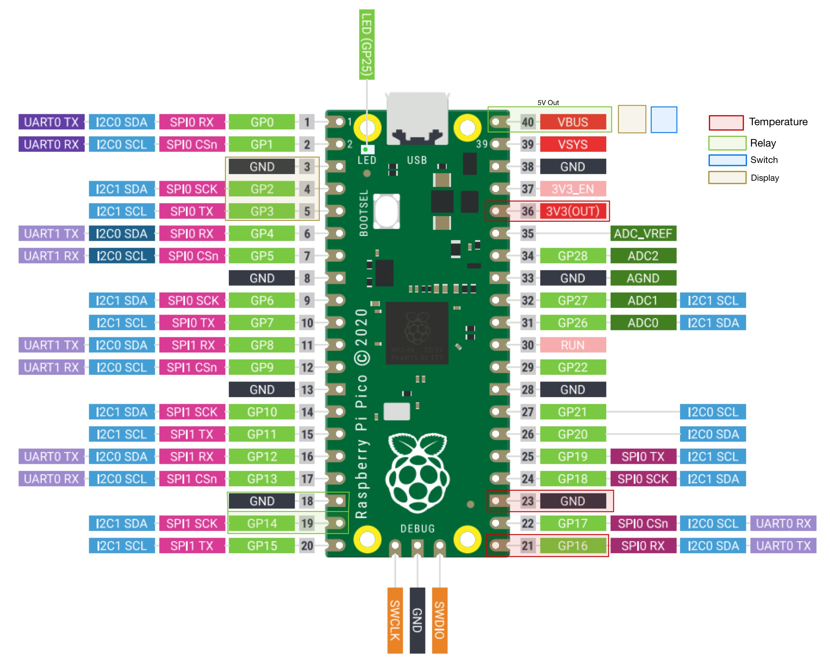 LED (GP25)
5V Out
UART0 TX I2C0 SDA SPI0 RX GP0 1 1 40 VBUS
Temperature
UART0 RX I2C0 SCL SPI0 CSn GP1 2 2 39 39 VSYS
Relay
LED USB
GND 3 38 GND
Switch
I2C1 SDA SPI0 SCK GP2 4 37 3V3_EN
Display
I2C1 SCL SPI0 TX GP3 5 36 3V3(OUT)
BOOTSEL
UART1 TX I2C0 SDA SPI0 RX GP4 6 35 ADC_VREF
UART1 RX I2C0 SCL SPI0 CSn GP5 7 34 GP28 ADC2
GND 8 33 GND AGND
I2C1 SDA SPI0 SCK GP6 9 32 GP27 ADC1 I2C1 SCL
I2C1 SCL SPI0 TX GP7 10 31 GP26 ADC0 I2C1 SDA
UART1 TX I2C0 SDA SPI1 RX GP8 11 30 RUN
UART1 RX I2C0 SCL SPI1 CSn GP9 12 29 GP22
GND 13 28 GND
I2C1 SDA SPI1 SCK GP10 14 27 GP21 I2C0 SCL
I2C1 SCL SPI1 TX GP11 15 26 GP20 I2C0 SDA
UART0 TX I2C0 SDA SPI1 RX GP12 16 25 GP19 SPI0 TX I2C1 SCL
UART0 RX I2C0 SCL SPI1 CSn GP13 17 24 GP18 SPI0 SCK I2C1 SDA
Raspberry Pi Pico © 2020
GND 18 23 GND
I2C1 SDA SPI1 SCK GP14 19 22 GP17 SPI0 CSn I2C0 SCL UART0 RX
DEBUG
I2C1 SCL SPI1 TX GP15 20 21 GP16 SPI0 RX I2C0 SDA UART0 TX
SWCLK
GND
SWDIO